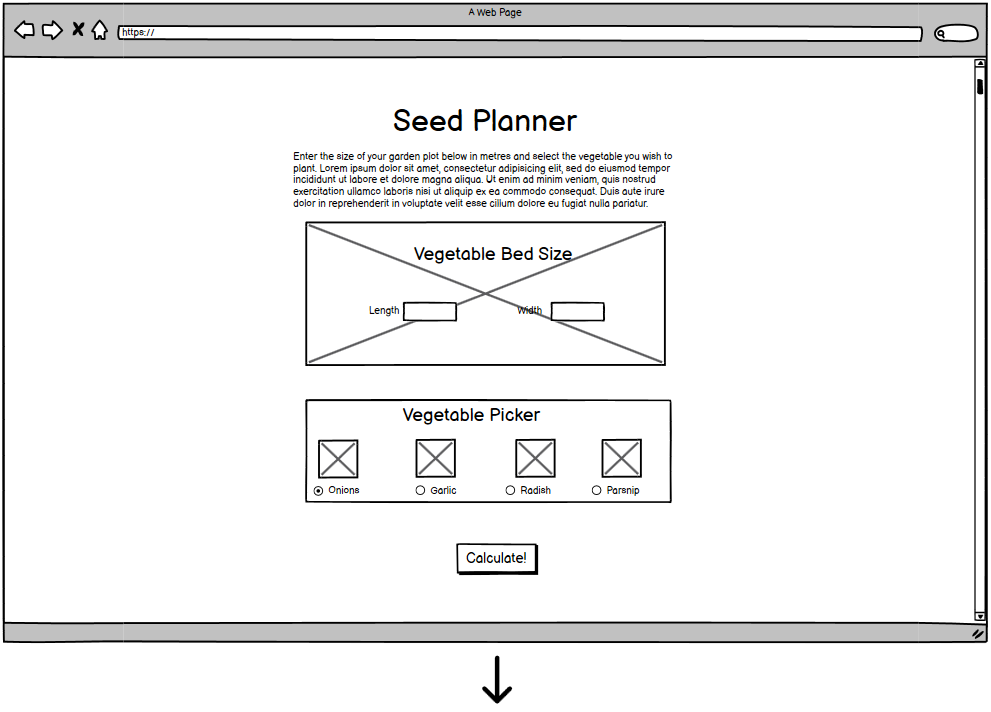 A Web Page
https://
Seed Planner
Enter the size of your garden plot below in metres and select the vegetable you wish to
plant. Lorem ipsum dolor sit amet, consectetur adipisicing elit, sed do eiusmod tempor
incididunt ut labore et dolore magna aliqua. Ut enim ad minim veniam, quis nostrud
exercitation ullamco laboris nisi ut aliquip ex ea commodo consequat. Duis aute irure
dolor in reprehenderit in voluptate velit esse cillum dolore eu fugiat nulla pariatur.
Vegetable Bed Size
Length Width
Vegetable Picker
Onions Garlic Radish Parsnip
Calculate!